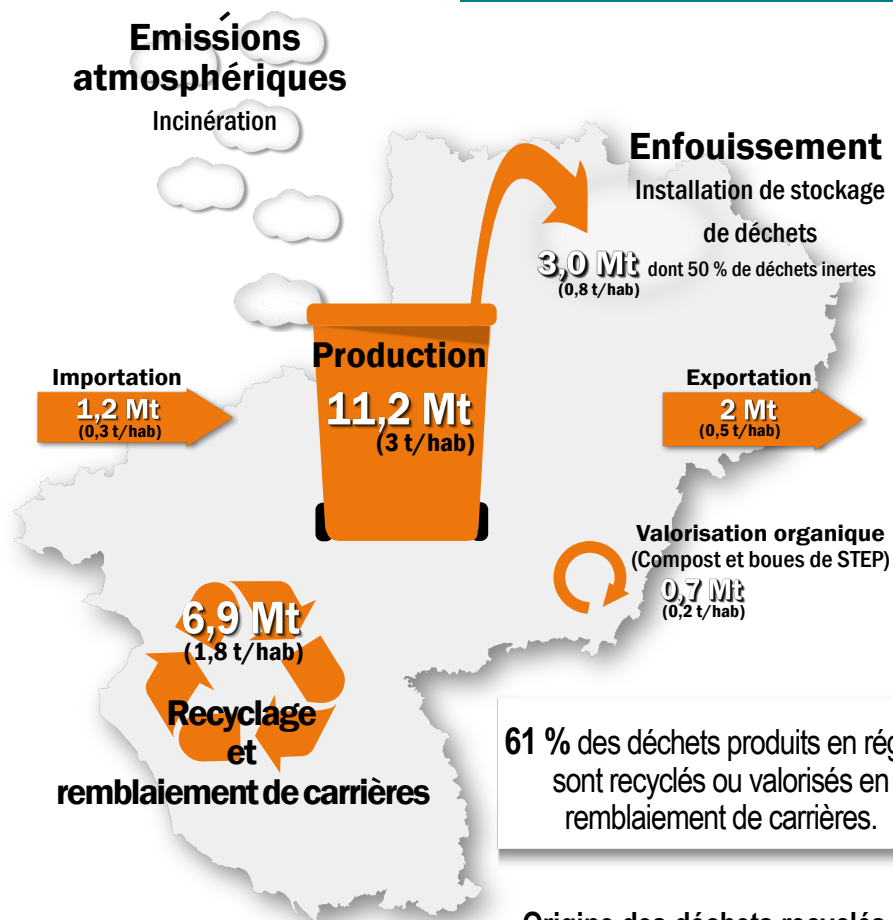 Emissions
atmosphériques
Incinération
Enfouissement
Installation de stockage
de déchets
3,0 Mt dont 50 % de déchets inertes
(0,8 t/hab)
Production
11,2 Mt
(3 t/hab)
Importation
1,2 Mt
(0,3 t/hab)
Exportation
2 Mt
(0,5 t/hab)
Valorisation organique
(Compost et boues de STEP)
0,7 Mt
(0,2 t/hab)
6,9 Mt
(1,8 t/hab)
Recyclage
et
remblaiement de carrières
61 % des déchets produits en rég
sont recyclés ou valorisés en
remblaiement de carrières.
Origine des déchets recyclés